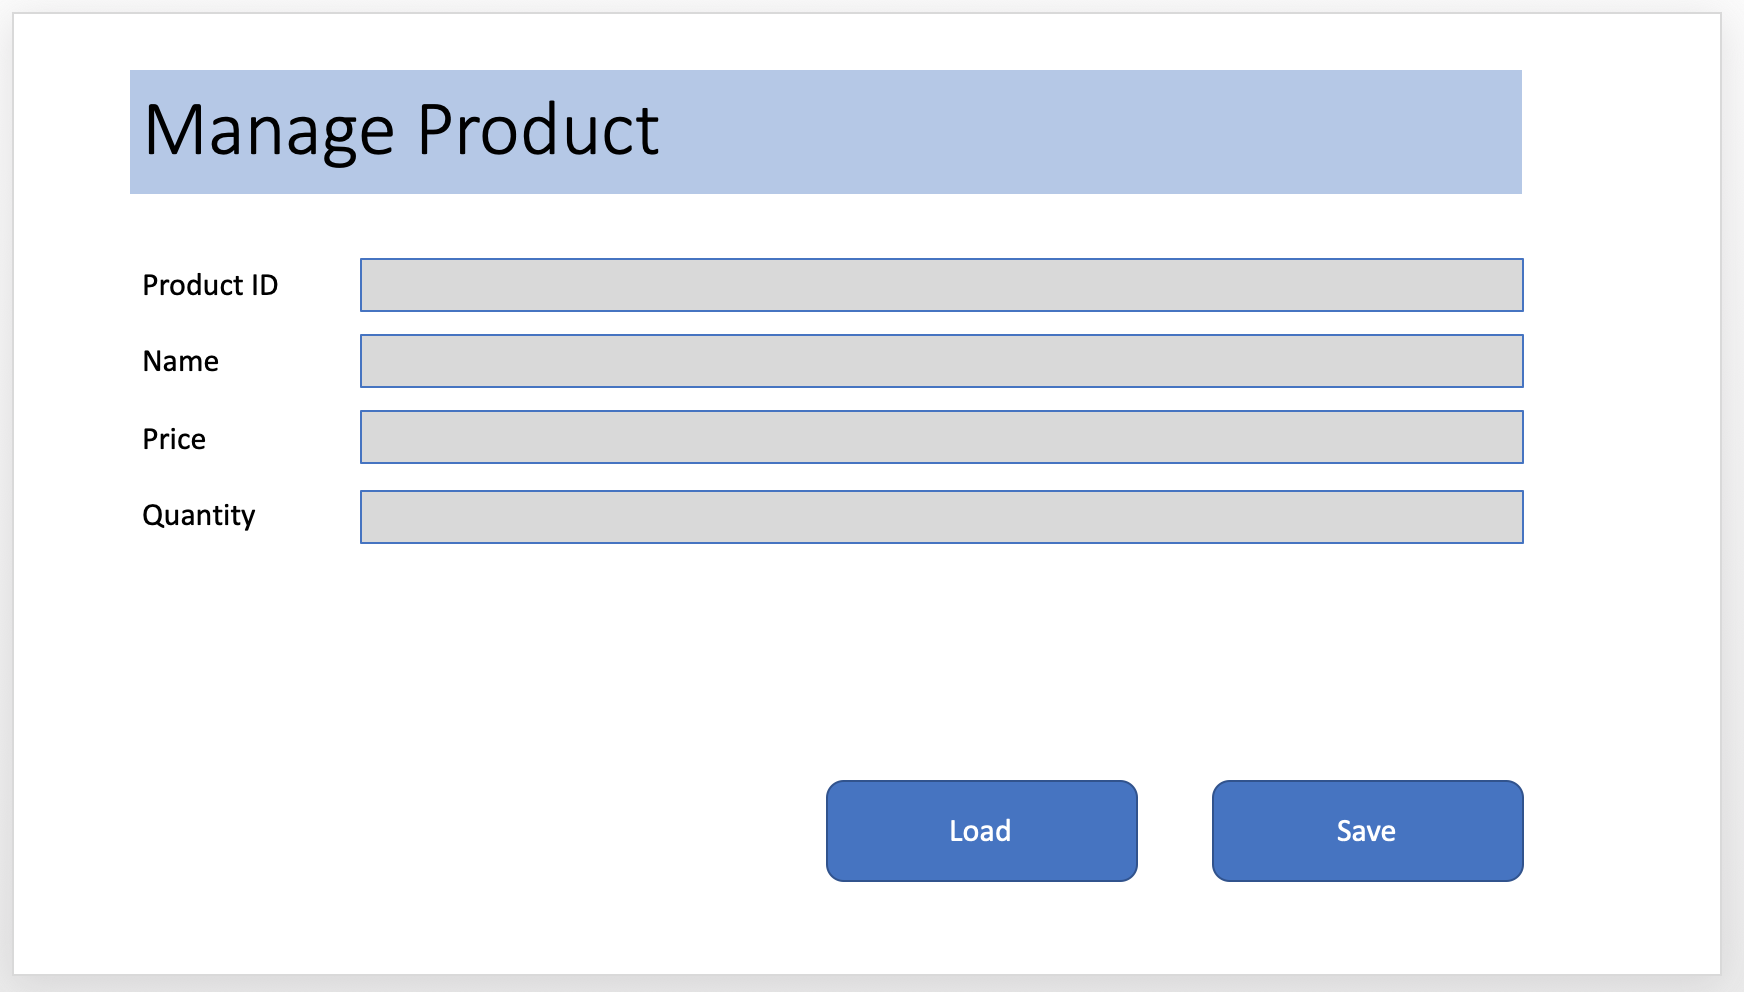 Manage Product
Product ID
Name
Price
Quantity
Load
Save